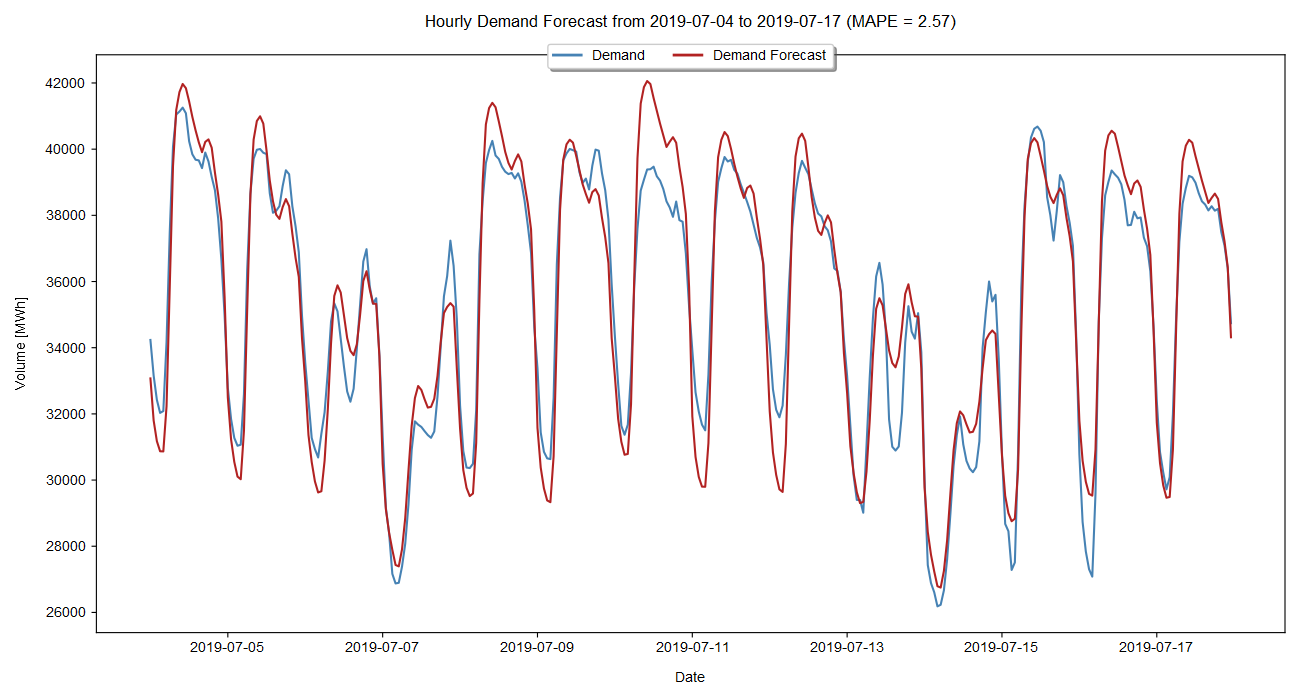 Hourly Demand Forecast from 2019-07-04 to 2019-07-17 (MAPE = 2.57)
Demand Demand Forecast
42000
40000
38000
36000
34000
32000
30000
28000
26000
Volume [MWh]
2019-07-05 2019-07-07 2019-07-09 2019-07-11 2019-07-13 2019-07-15 2019-07-17
Date